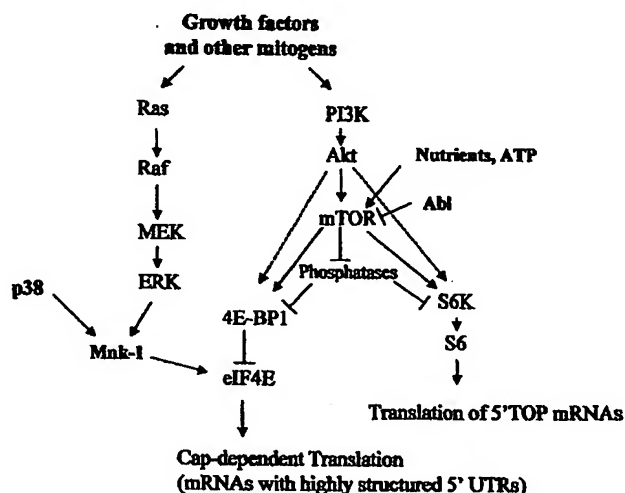 Growth factors
and other mitogens
Ras
PI3K
Raf
Akt
Nutrients, ATP
mTOR
Abl
MEK
Phosphatases
ERK
p38
4E-BP1
S6K
Mnk-1
S6
eIF4E
Translation of 5'TOP mRNAs
Cap-dependent Translation
(mRNAs with highly structured 5' UTRs)